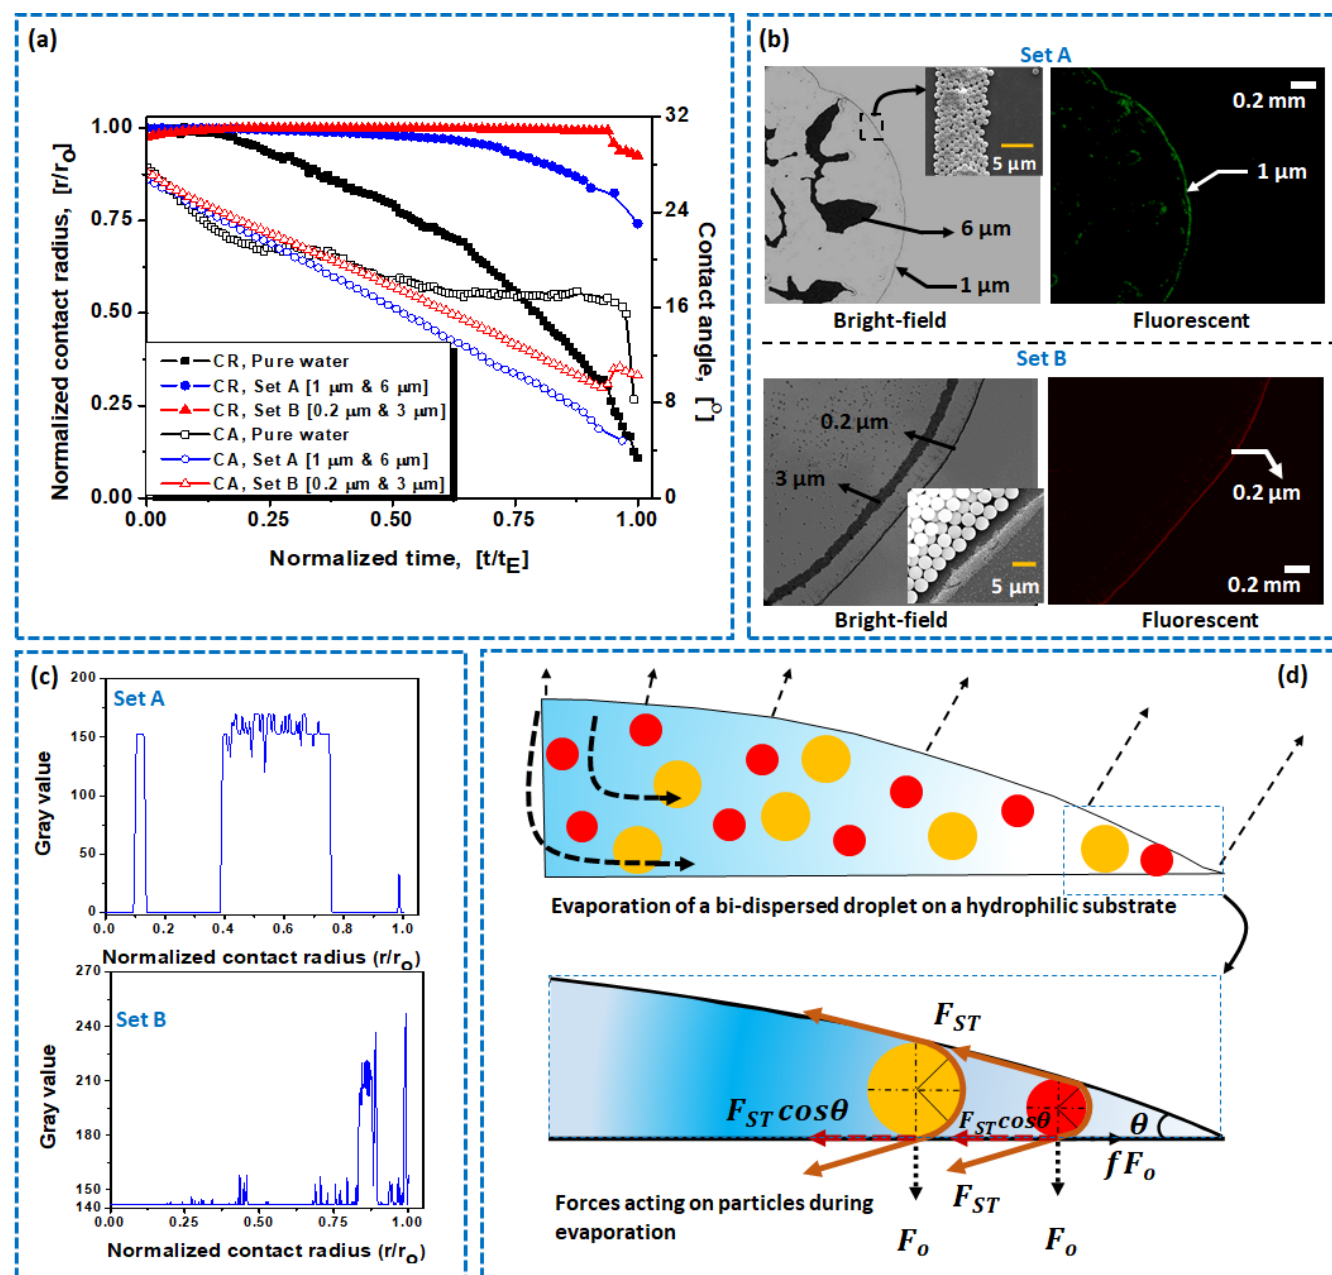 (a)
Normalized contact radius, [r/rO]
1.00
0.75
0.50
0.25
0.00
32
24
16
8
0
Contact angle, [O]
CR, Pure water
CR, Set A [1 μm & 6 μm]
CR, Set B [0.2 μm & 3 μm]
CA, Pure water
CA, Set A [1 μm & 6 μm]
CA, Set B [0.2 μm & 3 μm]
0.00 0.25 0.50 0.75 1.00
Normalized time, [t/tE]
(b)
Set A
5 μm
6 μm
1 μm
0.2 mm
1 μm
Bright-field
Fluorescent
Set B
0.2 μm
3 μm
5 μm
0.2 μm
0.2 mm
Bright-field
Fluorescent
(c)
Set A
Gray value
200
150
100
50
0
0.0 0.2 0.4 0.6 0.8 1.0
Normalized contact radius (r/ro)
Set B
Gray value
270
240
210
180
150
140
0.00 0.25 0.50 0.75 1.00
Normalized contact radius (r/ro)
(d)
Evaporation of a bi-dispersed droplet on a hydrophilic substrate
FST
FST cosθ
FST cosθ
θ
f Fo
FST
Forces acting on particles during
evaporation
Fo
Fo